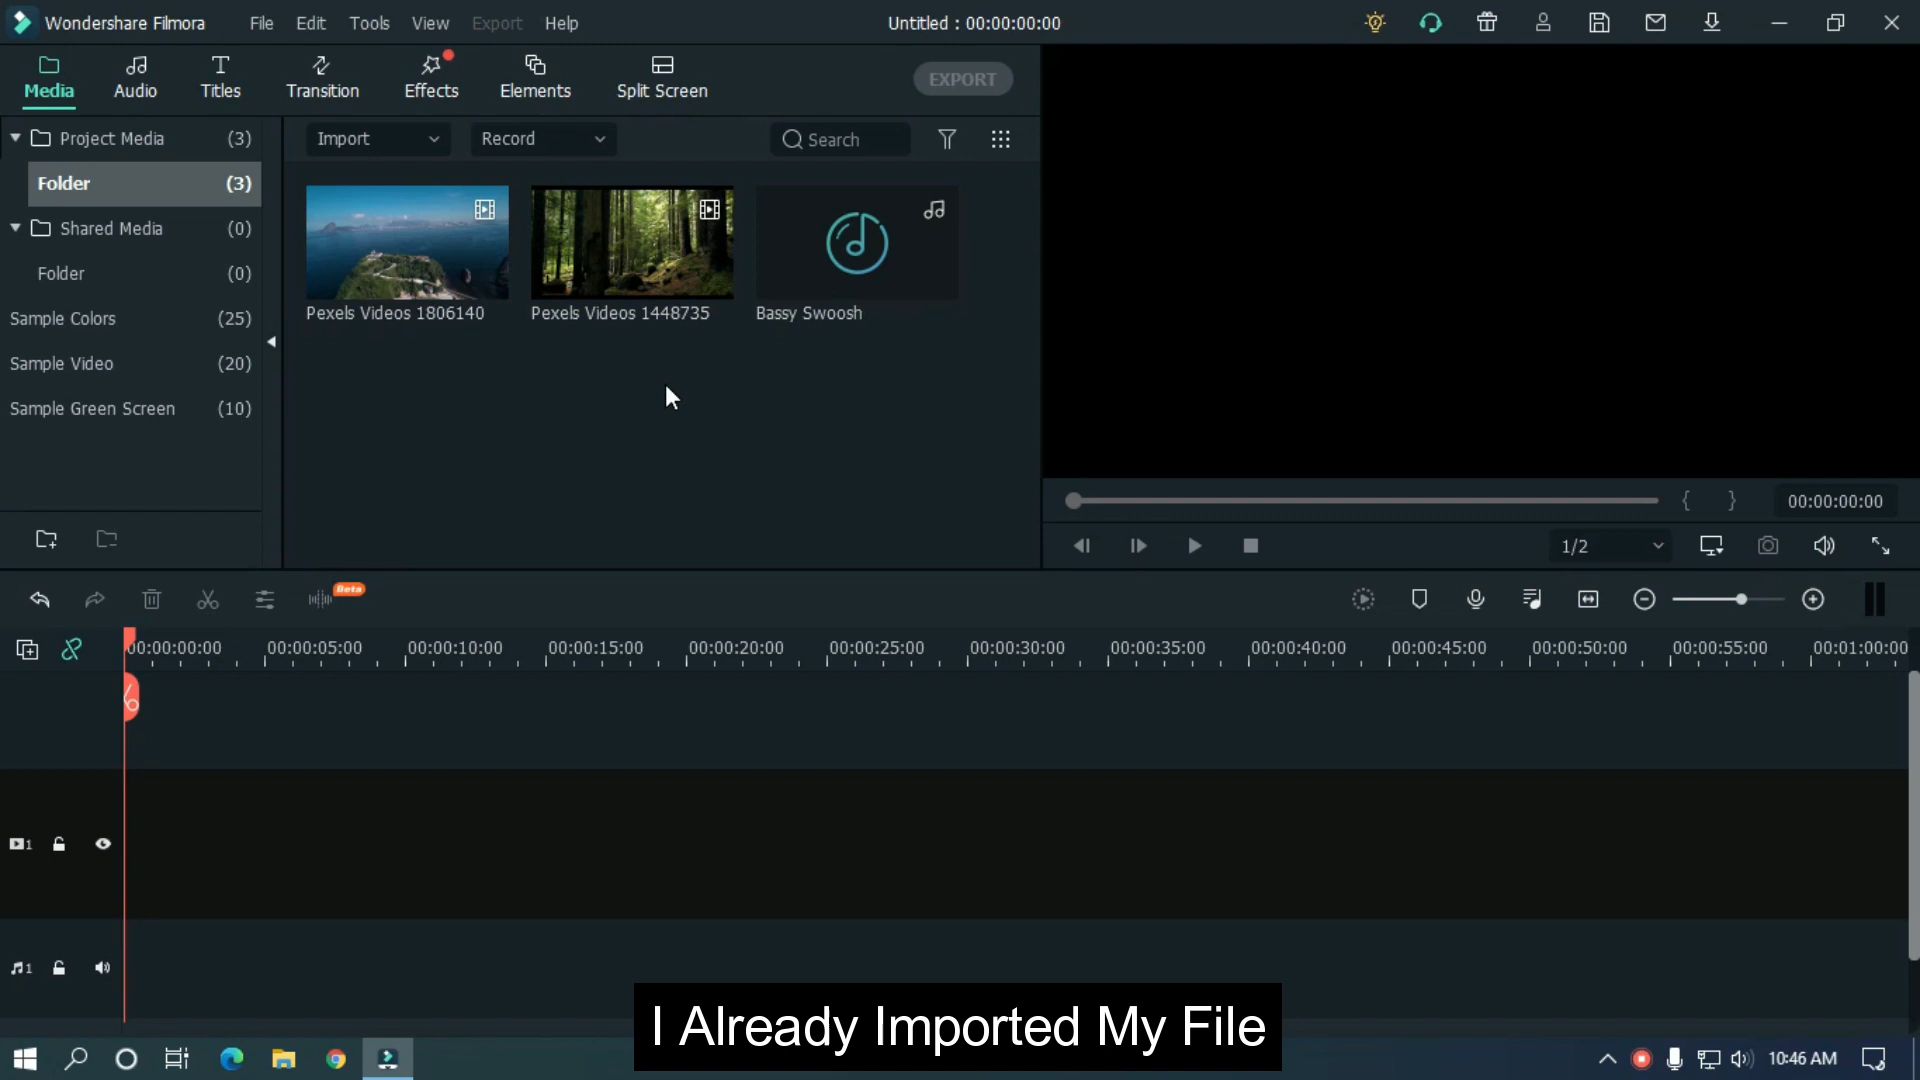 Wondershare Filmora
File Edit Tools View Export Help
Untitled : 00:00:00:00
Media Audio Titles Transition Effects Elements Split Screen
EXPORT
Project Media (3)
Folder (3)
Shared Media (0)
Folder (0)
Sample Colors (25)
Sample Video (20)
Sample Green Screen (10)
Import Record Search
Pexels Videos 1806140 Pexels Videos 1448735 Bassy Swoosh
{ } 00:00:00:00
1/2
Beta
00:00:00:00 00:00:05:00 00:00:10:00 00:00:15:00 00:00:20:00 00:00:25:00 00:00:30:00 00:00:35:00 00:00:40:00 00:00:45:00 00:00:50:00 00:00:55:00 00:01:00:00
1
1
I Already Imported My File
10:46 AM